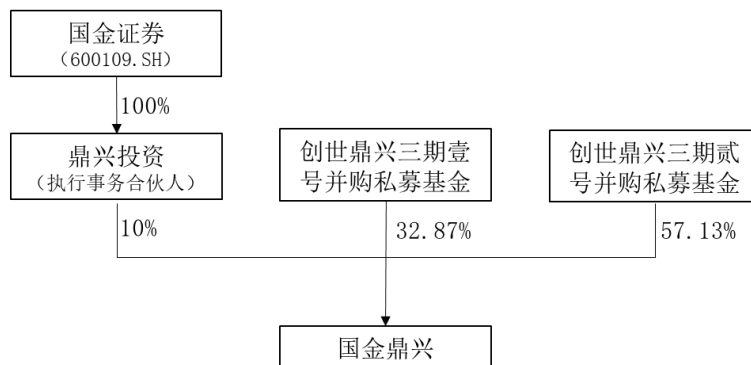 国金证券
（600109.SH）
100%
鼎兴投资
（执行事务合伙人）
创世鼎兴三期壹
号并购私募基金
创世鼎兴三期贰
号并购私募基金
10%
32.87%
57.13%
国金鼎兴